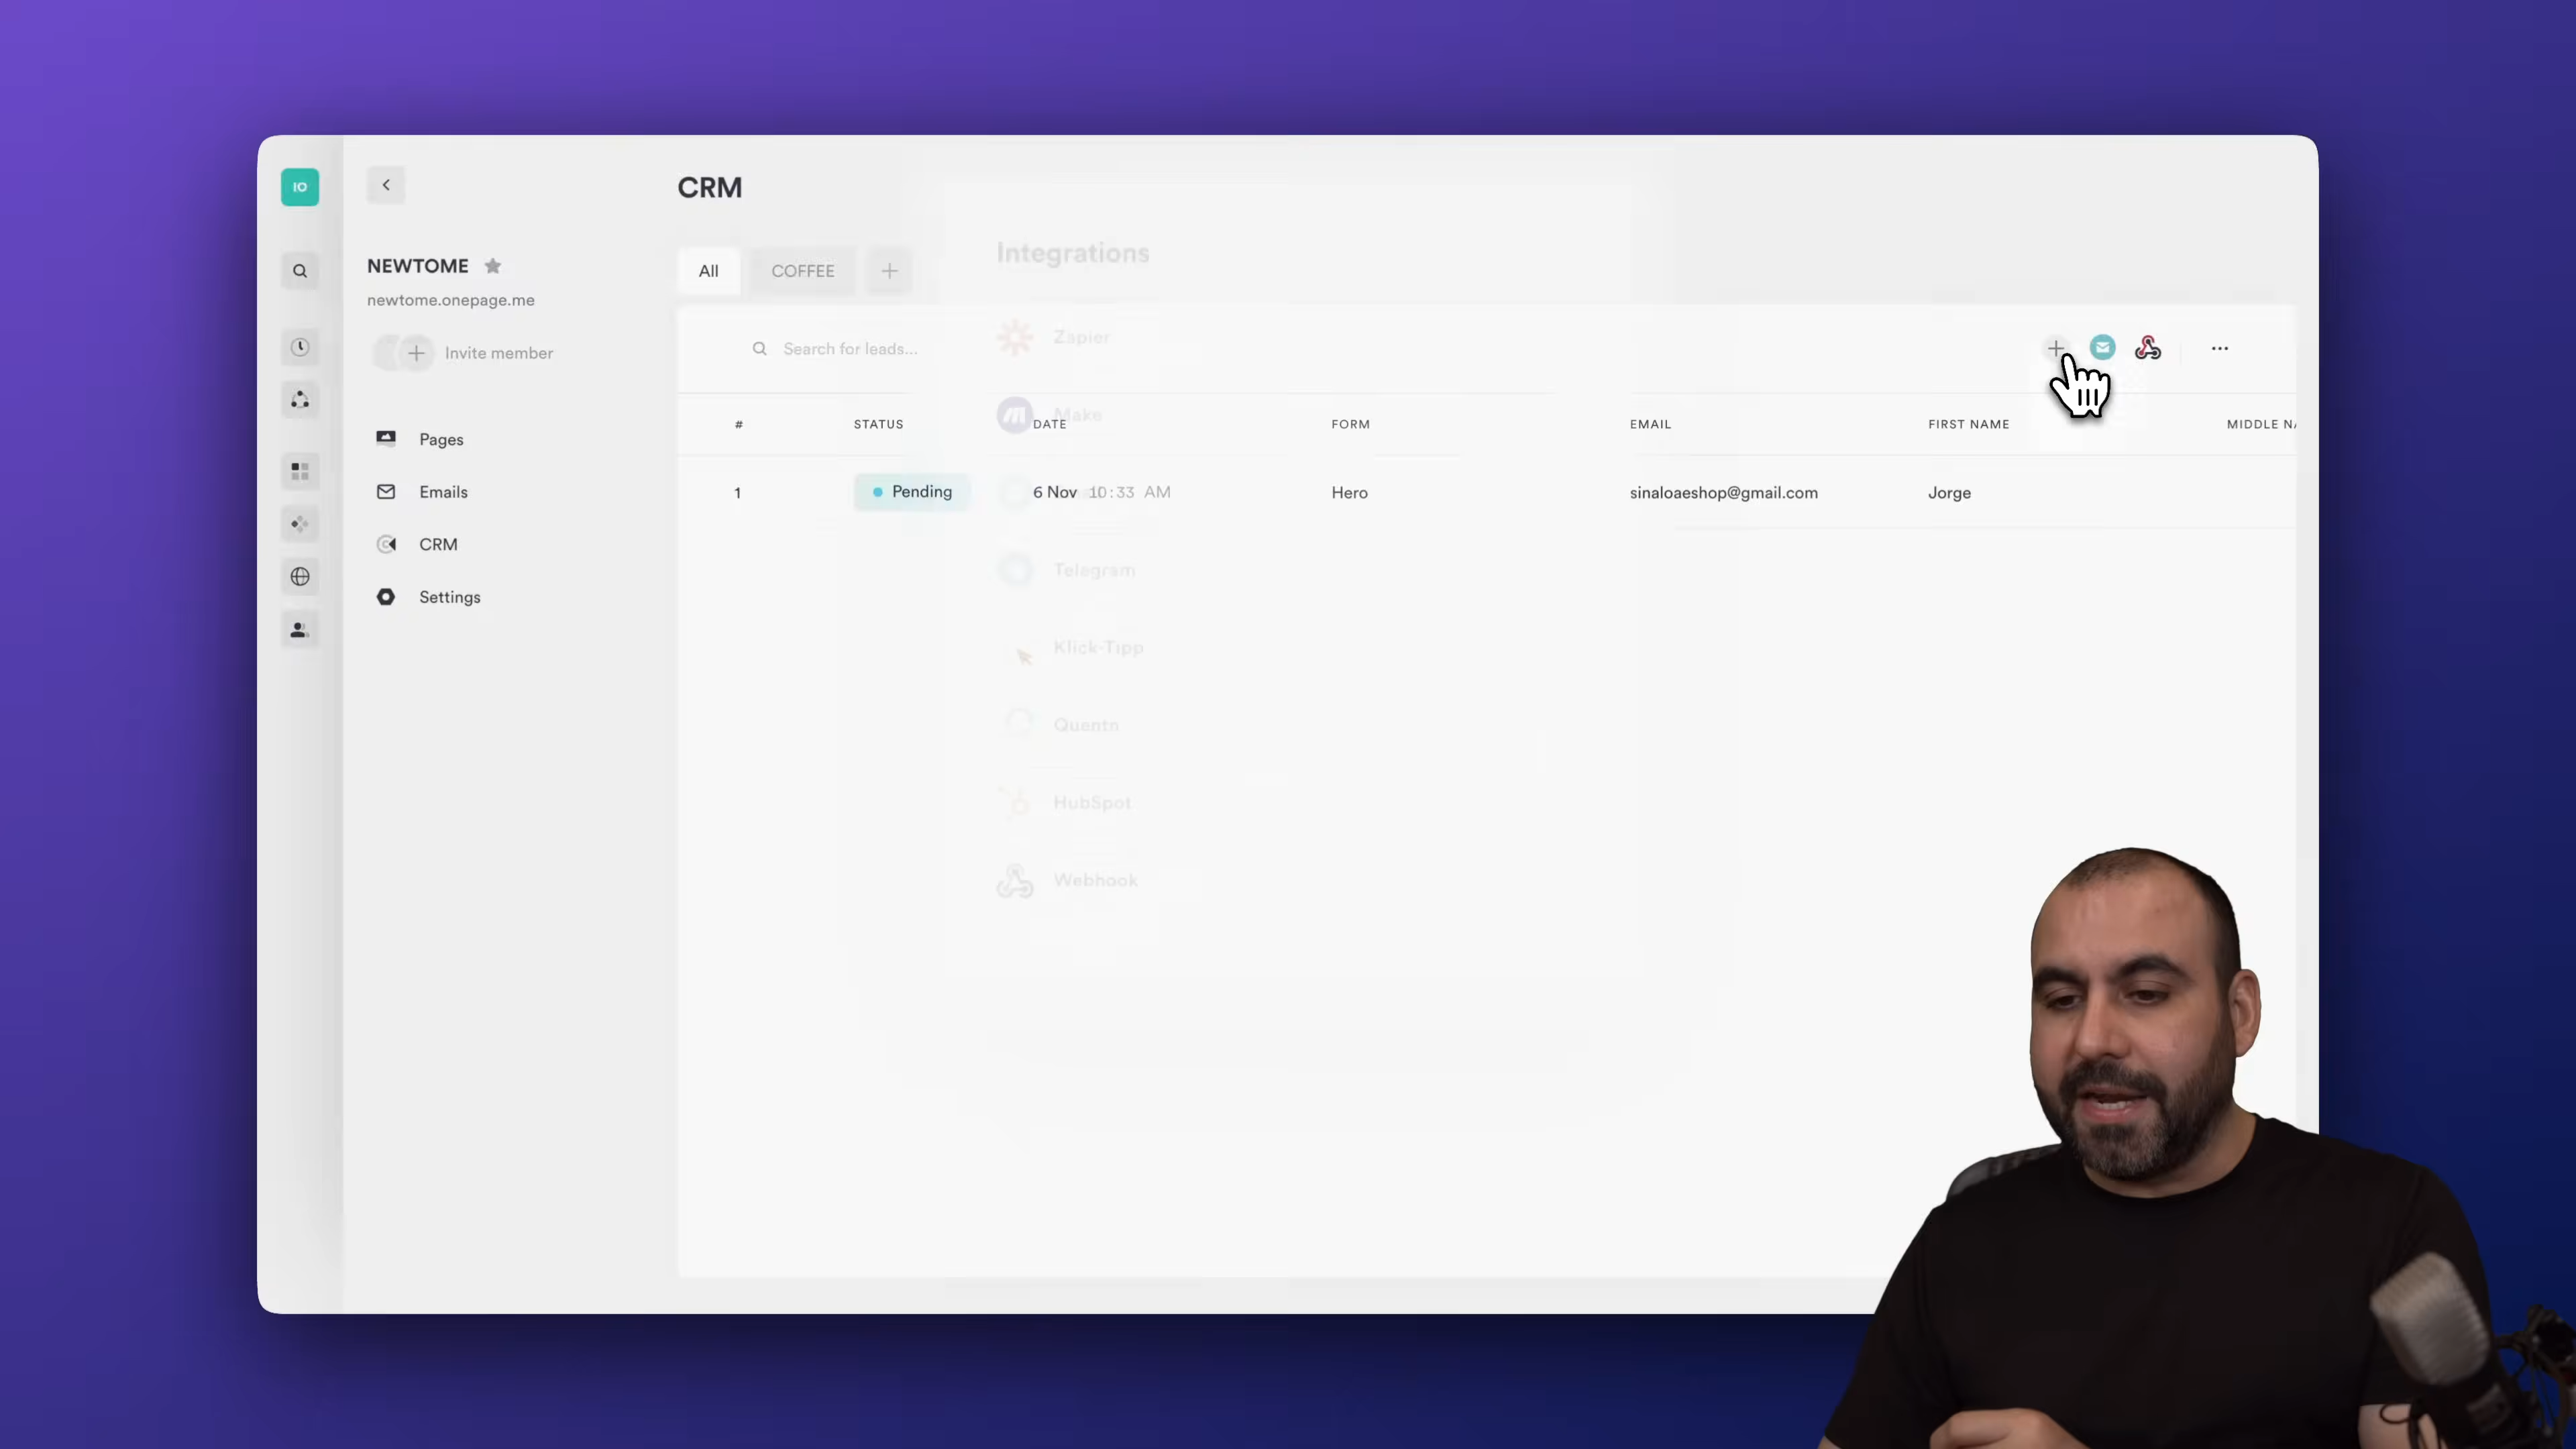 IO
CRM
NEWTOME
newtome.onepage.me
Invite member
Pages
Emails
CRM
Settings
All
COFFEE
Search for leads...
#
STATUS
DATE
FORM
EMAIL
FIRST NAME
MIDDLE NA
1
Pending
6 Nov 10:33 AM
Hero
sinaloaeshop@gmail.com
Jorge
Integrations
Zapier
Make
Telegram
Klick-Tipp
Quentn
HubSpot
Webhook